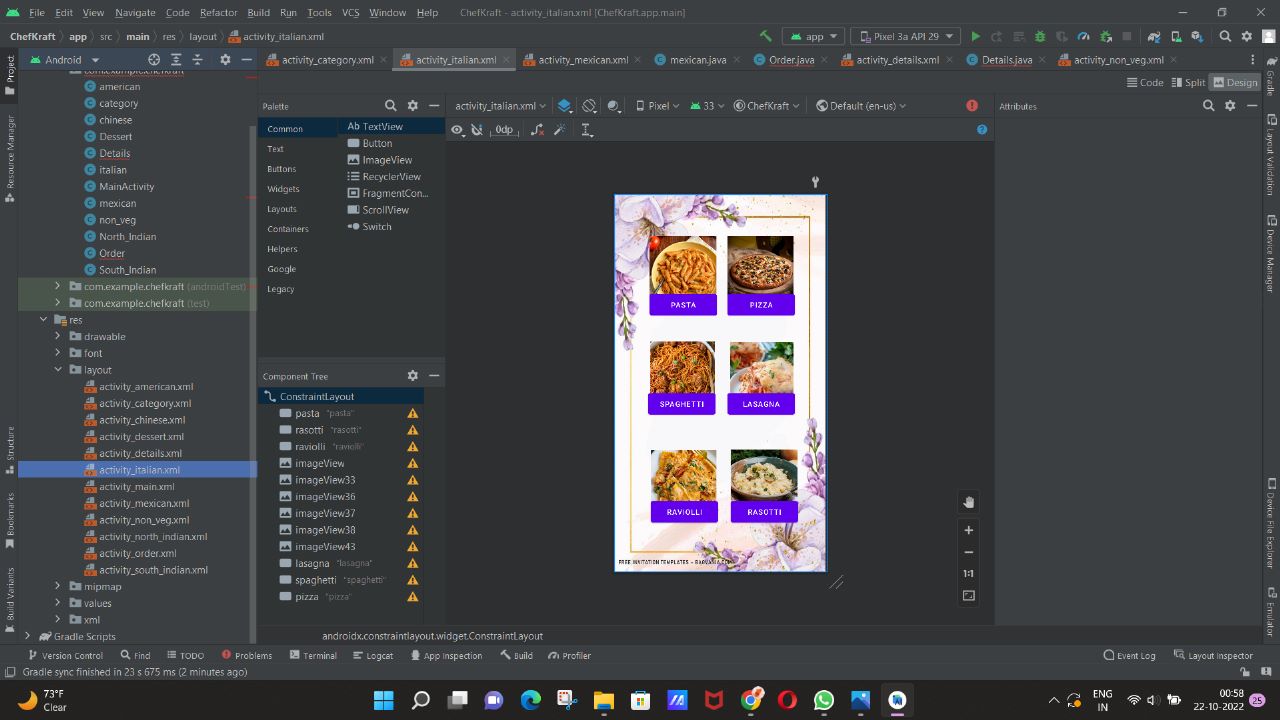 File Edit View Navigate Code Refactor Build Run Tools VCS Window Help ChefKraft - activity_italian.xml [ChefKraft.app.main]
ChefKraft app src main res layout activity_italian.xml app Pixel 3a API 28
Android activity_category.xml activity_italian.xml activity_mexican.xml mexican.java Order.java activity_details.xml Details.java activity_non_veg.xml
Code Split Design
Project
Resource Manager
Structure
Bookmarks
Build Variants
com.example.chefkraft
american
category
chinese
Dessert
Details
italian
MainActivity
mexican
non_veg
North_Indian
Order
South_Indian
com.example.chefkraft (androidTest)
com.example.chefkraft (test)
res
drawable
font
layout
activity_american.xml
activity_category.xml
activity_chinese.xml
activity_dessert.xml
activity_details.xml
activity_italian.xml
activity_main.xml
activity_mexican.xml
activity_non_veg.xml
activity_north_indian.xml
activity_order.xml
activity_south_indian.xml
mipmap
values
xml
Gradle Scripts
Palette
Common
Text
Buttons
Widgets
Layouts
Containers
Helpers
Google
Legacy
Ab TextView
Button
ImageView
RecyclerView
FragmentCon...
ScrollView
Switch
Component Tree
ConstraintLayout
pasta "pasta"
rasotti "rasotti"
raviolli "raviolli"
imageView
imageView33
imageView36
imageView37
imageView38
imageView43
lasagna "lasagna"
spaghetti "spaghetti"
pizza "pizza"
activity_italian.xml Pixel 33 ChefKraft Default (en-us)
0dp
PASTA PIZZA
SPAGHETTI LASAGNA
RAVIOLLI RASOTTI
FREE INVITATION TEMPLATES - BAGVANIA.COM
1:1
androidx.constraintlayout.widget.ConstraintLayout
Attributes
Gradle
Layout Validation
Device Manager
Device File Explorer
Emulator
Version Control Find TODO Problems Terminal Logcat App Inspection Build Profiler Event Log Layout Inspector
Gradle sync finished in 23 s 675 ms (2 minutes ago)
73°F
Clear
ENG
IN
00:58
22-10-2022
25